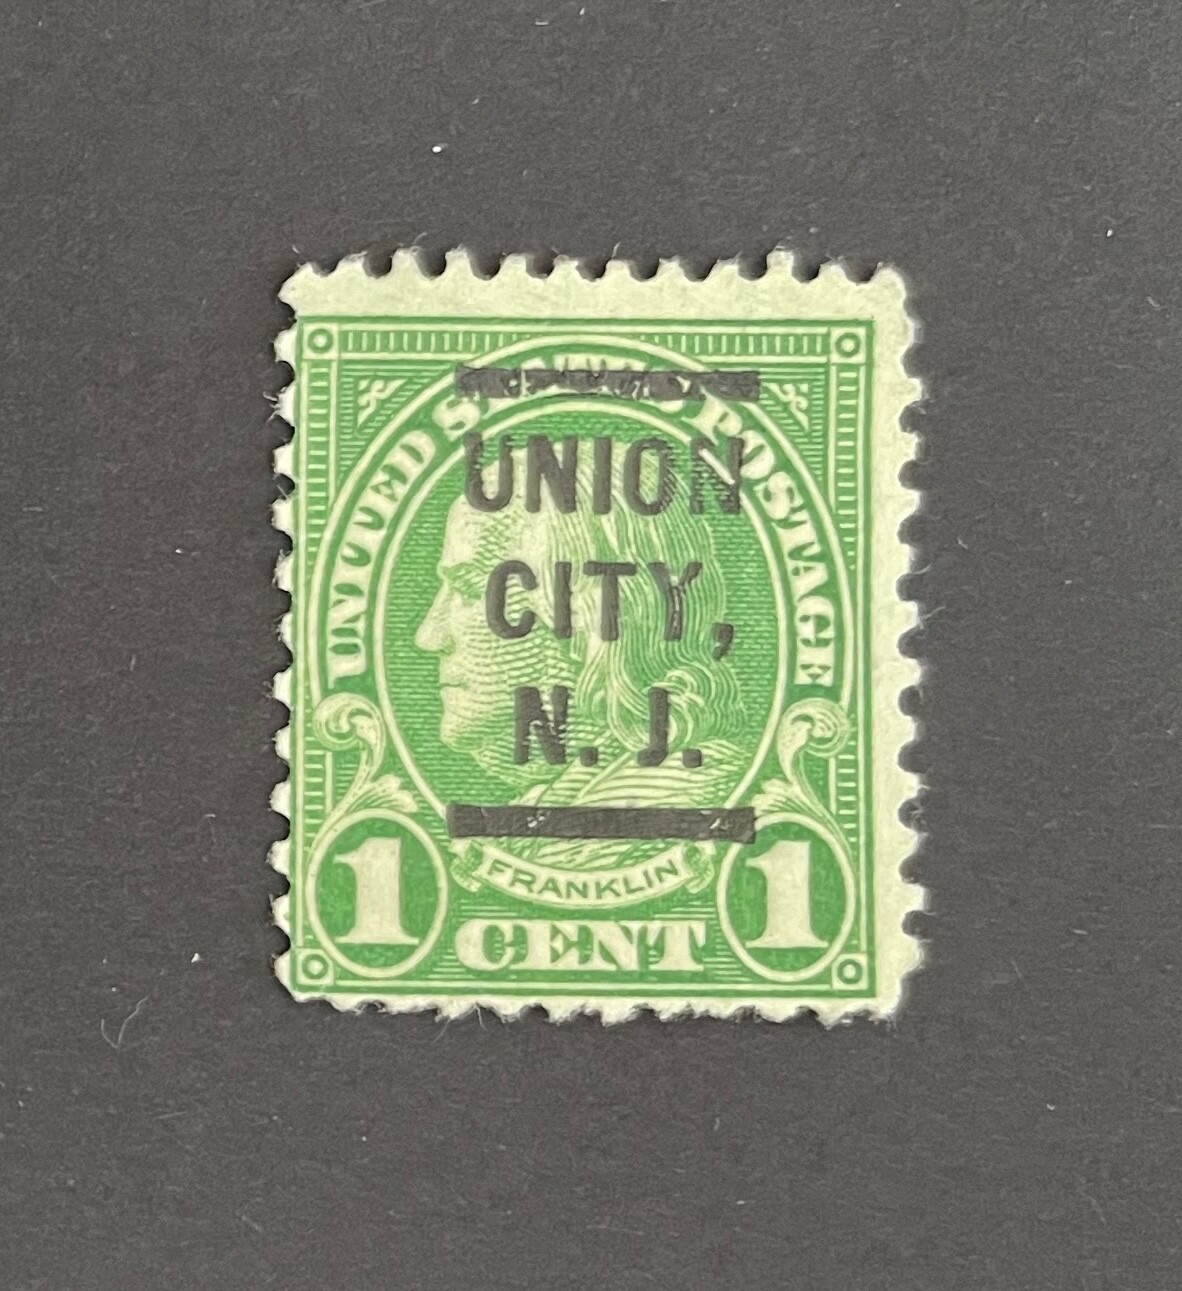 UNITED STATES POSTAGE
UNION
CITY,
N. J.
FRANKLIN
1 CENT 1